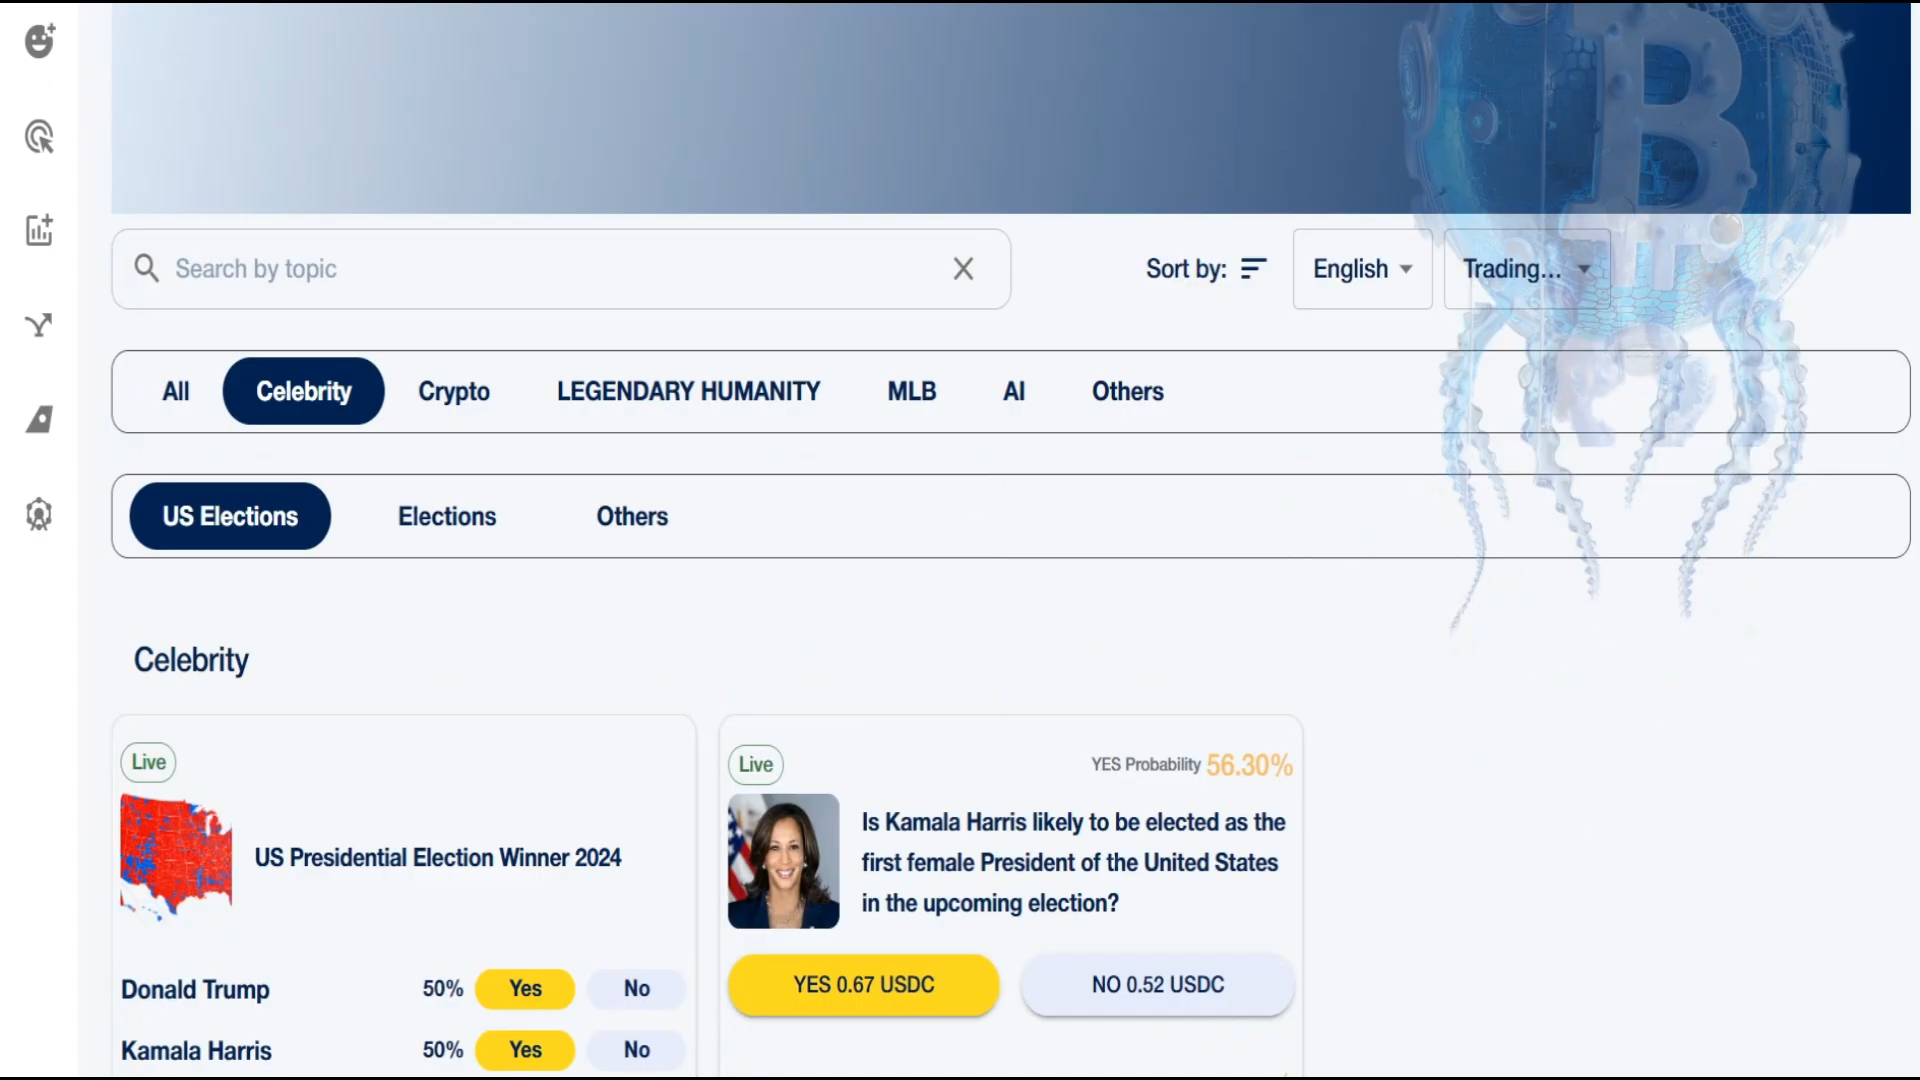 Search by topic
Sort by:
English
Trading...
All
Celebrity
Crypto
LEGENDARY HUMANITY
MLB
AI
Others
US Elections
Elections
Others
Celebrity
Live
US Presidential Election Winner 2024
Donald Trump 50% Yes No
Kamala Harris 50% Yes No
Live
YES Probability 56.30%
Is Kamala Harris likely to be elected as the
first female President of the United States
in the upcoming election?
YES 0.67 USDC
NO 0.52 USDC